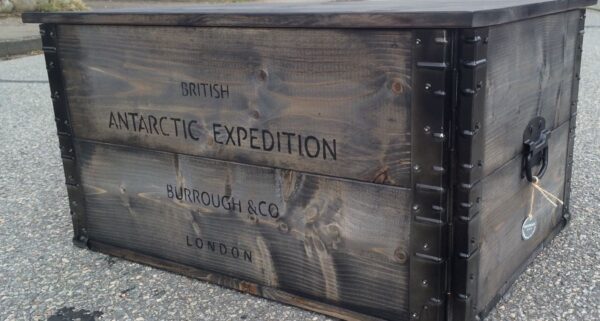 BRITISH
ANTARCTIC EXPEDITION
BURROUGH &CO
LONDON